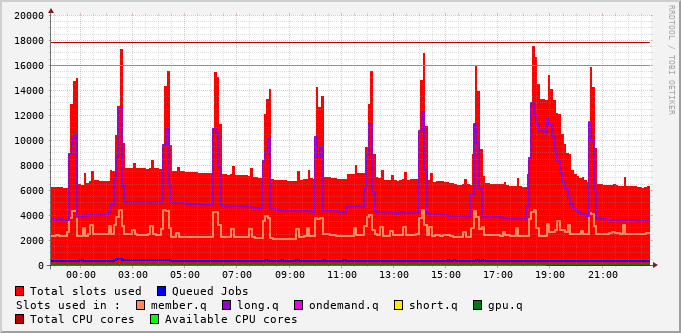 RRDTOOL / TOBI OETIKER
20000
18000
16000
14000
12000
10000
8000
6000
4000
2000
0
00:00 03:00 05:00 07:00 09:00 11:00 13:00 15:00 17:00 19:00 21:00
Total slots used Queued Jobs
Slots used in : member.q long.q ondemand.q short.q gpu.q
Total CPU cores Available CPU cores